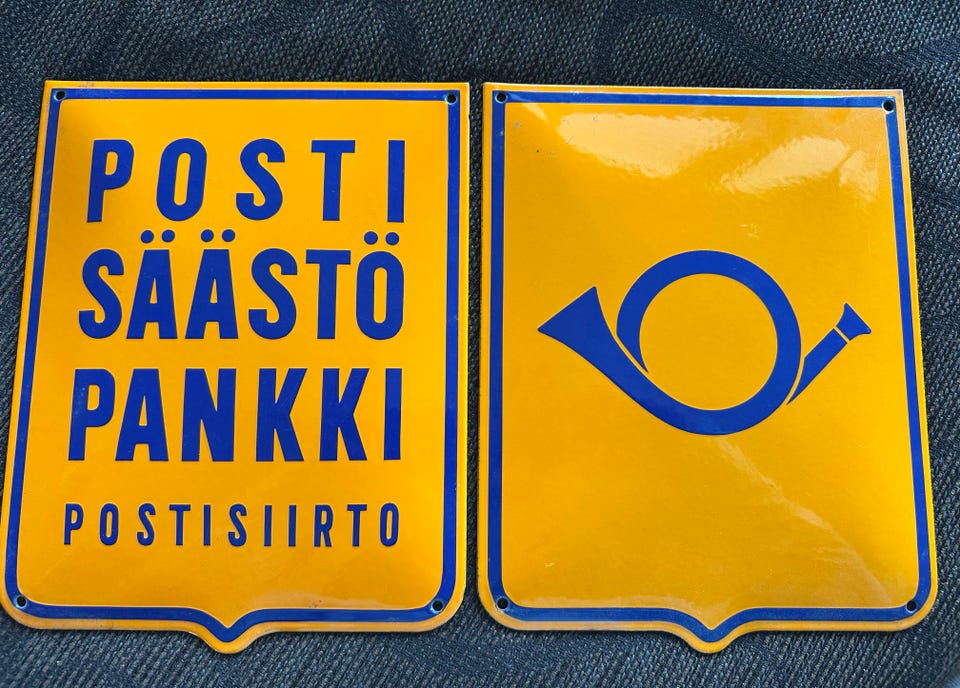 POSTI
SÄÄSTÖ
PANKKI
POSTISIIRTO